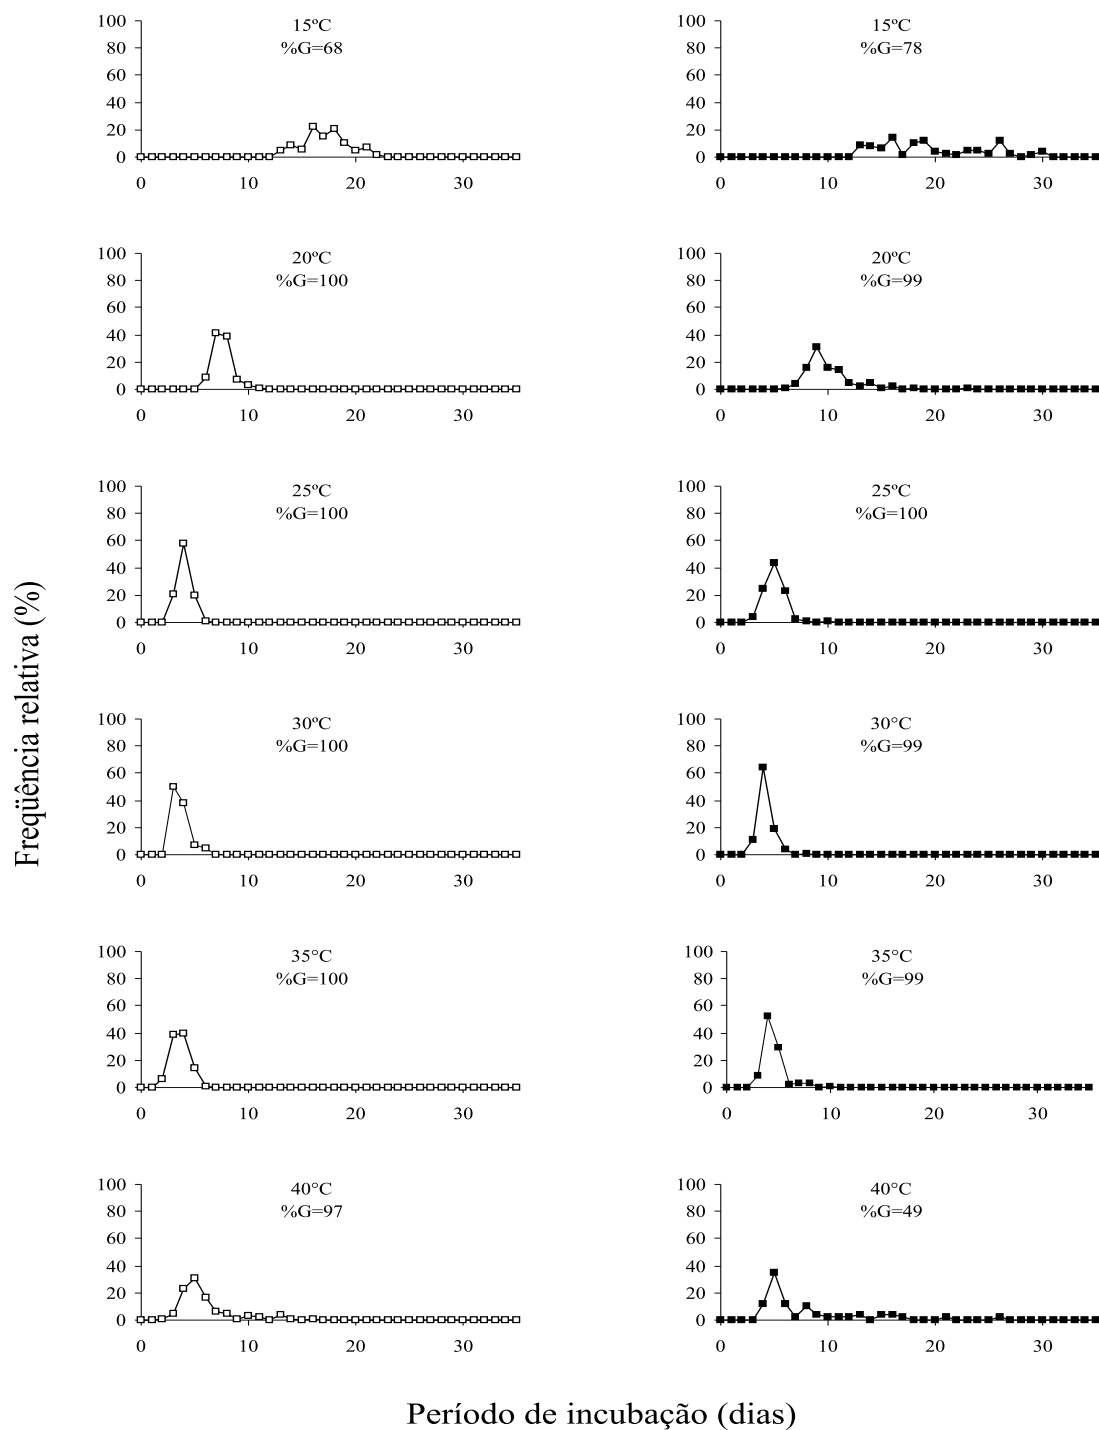 Freqüência relativa (%)
15ºC
%G=68
100
80
60
40
20
0
0 10 20 30
15ºC
%G=78
100
80
60
40
20
0
0 10 20 30
20ºC
%G=100
100
80
60
40
20
0
0 10 20 30
20ºC
%G=99
100
80
60
40
20
0
0 10 20 30
25ºC
%G=100
100
80
60
40
20
0
0 10 20 30
25ºC
%G=100
100
80
60
40
20
0
0 10 20 30
30ºC
%G=100
100
80
60
40
20
0
0 10 20 30
30°C
%G=99
100
80
60
40
20
0
0 10 20 30
35°C
%G=100
100
80
60
40
20
0
0 10 20 30
35°C
%G=99
100
80
60
40
20
0
0 10 20 30
40°C
%G=97
100
80
60
40
20
0
0 10 20 30
40°C
%G=49
100
80
60
40
20
0
0 10 20 30
Período de incubação (dias)